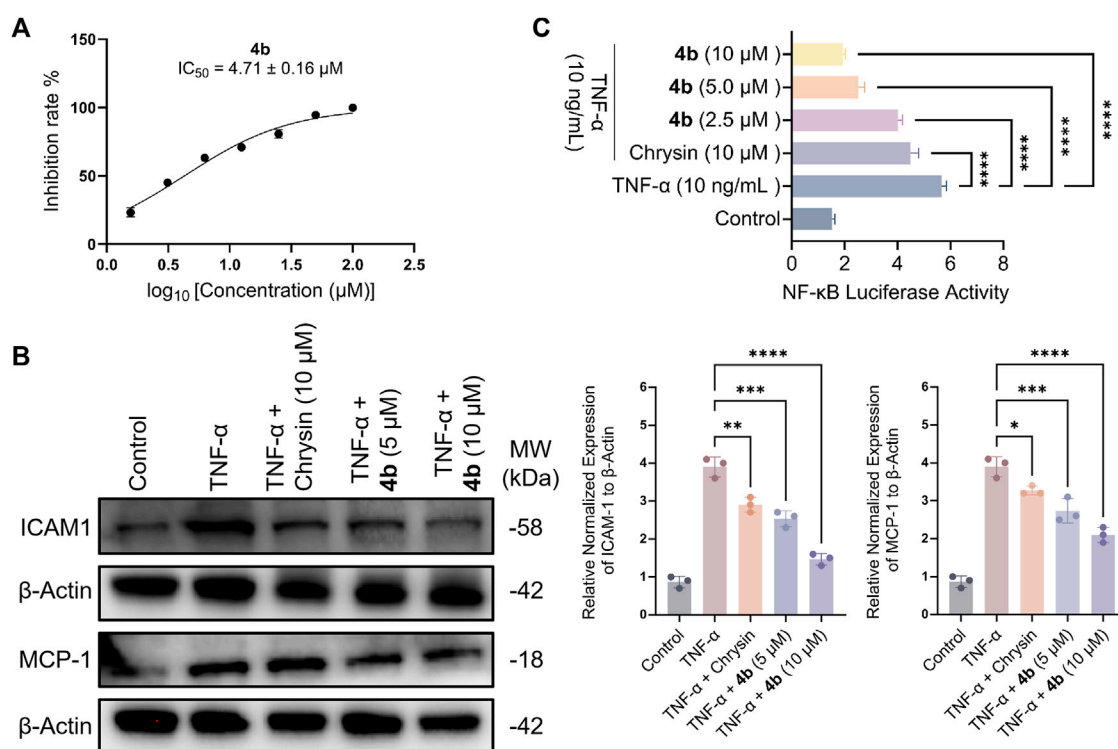 A
4b
IC50 = 4.71 ± 0.16 μM
Inhibition rate %
150
100
50
0
0.0 0.5 1.0 1.5 2.0 2.5
log10 [Concentration (μM)]
C
TNF-α
(10 ng/mL)
4b (10 μM )
4b (5.0 μM )
4b (2.5 μM )
Chrysin (10 μM )
TNF-α (10 ng/mL )
Control
****
****
****
****
0 2 4 6 8
NF-κB Luciferase Activity
B
Control
TNF-α
TNF-α +
Chrysin (10 μM)
TNF-α +
4b (5 μM)
TNF-α +
4b (10 μM)
MW
(kDa)
ICAM1
-58
β-Actin
-42
MCP-1
-18
β-Actin
-42
Relative Normalized Expression
of ICAM-1 to β-Actin
6
5
4
3
2
1
0
****
***
**
Control
TNF-α
TNF-α + Chrysin
TNF-α + 4b (5 μM)
TNF-α + 4b (10 μM)
Relative Normalized Expression
of MCP-1 to β-Actin
6
5
4
3
2
1
0
****
***
*
Control
TNF-α
TNF-α + Chrysin
TNF-α + 4b (5 μM)
TNF-α + 4b (10 μM)